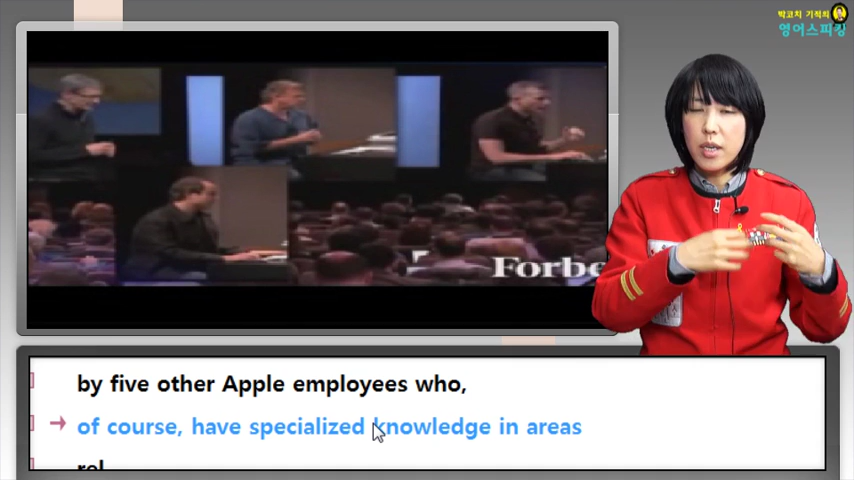 박코치 기적의
영어스피킹
Forbe
by five other Apple employees who,
of course, have specialized knowledge in areas
rel